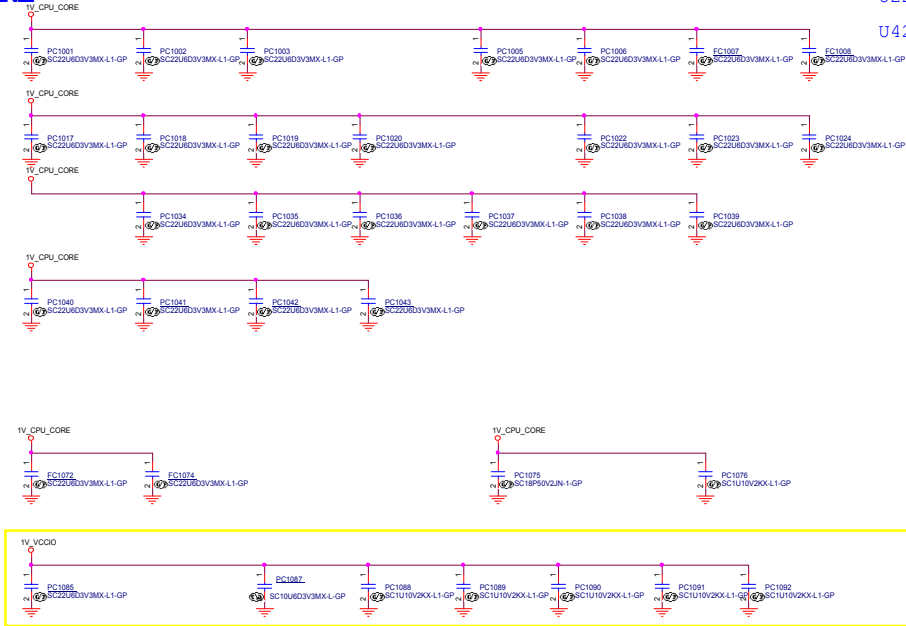 1V_CPU_CORE
U42
PC1001 PC1002 PC1003 PC1005 PC1006 FC1007 FC1008
SC22U6D3V3MX-L1-GP SC22U6D3V3MX-L1-GP SC22U6D3V3MX-L1-GP SC22U6D3V3MX-L1-GP SC22U6D3V3MX-L1-GP SC22U6D3V3MX-L1-GP SC22U6D3V3MX-L1-GP
1V_CPU_CORE
PC1017 PC1018 PC1019 PC1020 PC1022 PC1023 PC1024
SC22U6D3V3MX-L1-GP SC22U6D3V3MX-L1-GP SC22U6D3V3MX-L1-GP SC22U6D3V3MX-L1-GP SC22U6D3V3MX-L1-GP SC22U6D3V3MX-L1-GP SC22U6D3V3MX-L1-GP
1V_CPU_CORE
PC1034 PC1035 PC1036 PC1037 PC1038 PC1039
SC22U6D3V3MX-L1-GP SC22U6D3V3MX-L1-GP SC22U6D3V3MX-L1-GP SC22U6D3V3MX-L1-GP SC22U6D3V3MX-L1-GP SC22U6D3V3MX-L1-GP
1V_CPU_CORE
PC1040 PC1041 PC1042 PC1043
SC22U6D3V3MX-L1-GP SC22U6D3V3MX-L1-GP SC22U6D3V3MX-L1-GP SC22U6D3V3MX-L1-GP
1V_CPU_CORE 1V_CPU_CORE
FC1072 FC1074 PC1075 PC1076
SC22U6D3V3MX-L1-GP SC22U6D3V3MX-L1-GP SC18P50V2JN-1-GP SC1U10V2KX-L1-GP
1V_VCCIO
PC1085 PC1087 PC1088 PC1089 PC1090 PC1091 PC1092
SC22U6D3V3MX-L1-GP SC10U6D3V3MX-L-GP SC1U10V2KX-L1-GP SC1U10V2KX-L1-GP SC1U10V2KX-L1-GP SC1U10V2KX-L1-GP SC1U10V2KX-L1-GP